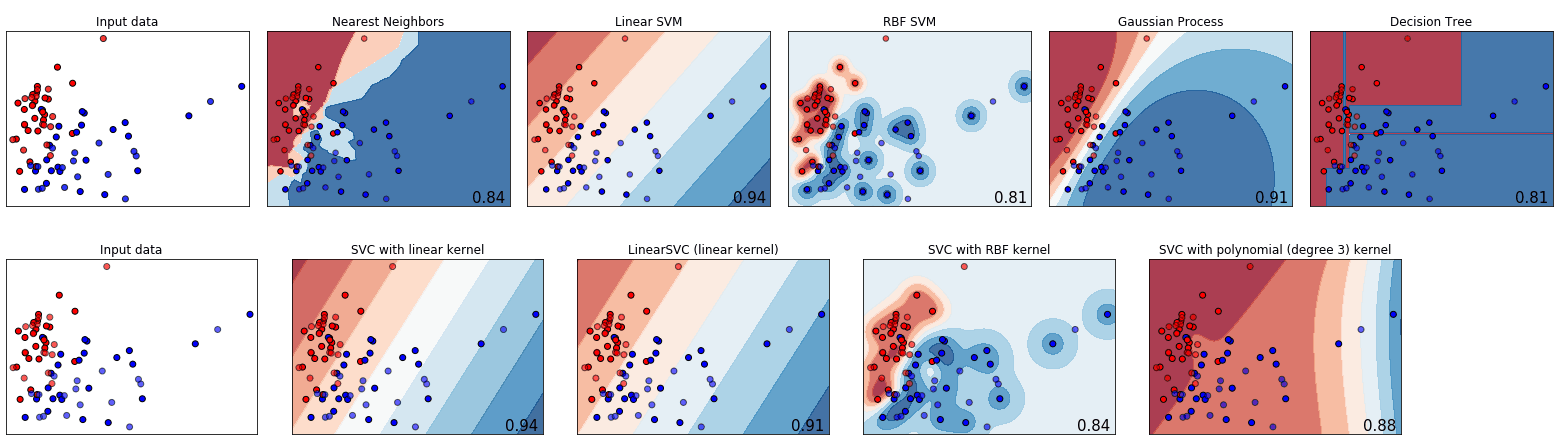 Input data
Nearest Neighbors
Linear SVM
RBF SVM
Gaussian Process
Decision Tree
0.84
0.94
0.81
0.91
0.81
Input data
SVC with linear kernel
LinearSVC (linear kernel)
SVC with RBF kernel
SVC with polynomial (degree 3) kernel
0.94
0.91
0.84
0.88